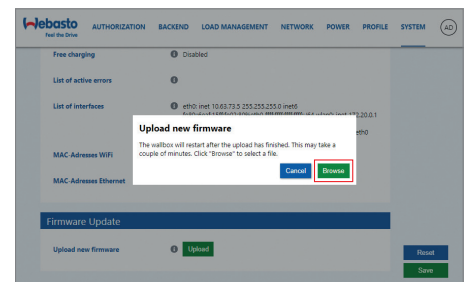 Webasto
Feel the Drive
AUTHORIZATION BACKEND LOAD MANAGEMENT NETWORK POWER PROFILE SYSTEM AD
Free charging Disabled
List of active errors
List of interfaces eth0: inet 10.63.73.5 255.255.255.0 inet6
Upload new firmware
The wallbox will restart after the upload has finished. This may take a
couple of minutes. Click "Browse" to select a file.
Cancel Browse
MAC-Adresses WiFi
MAC-Adresses Ethernet
Firmware Update
Upload new firmware Upload
Reset
Save